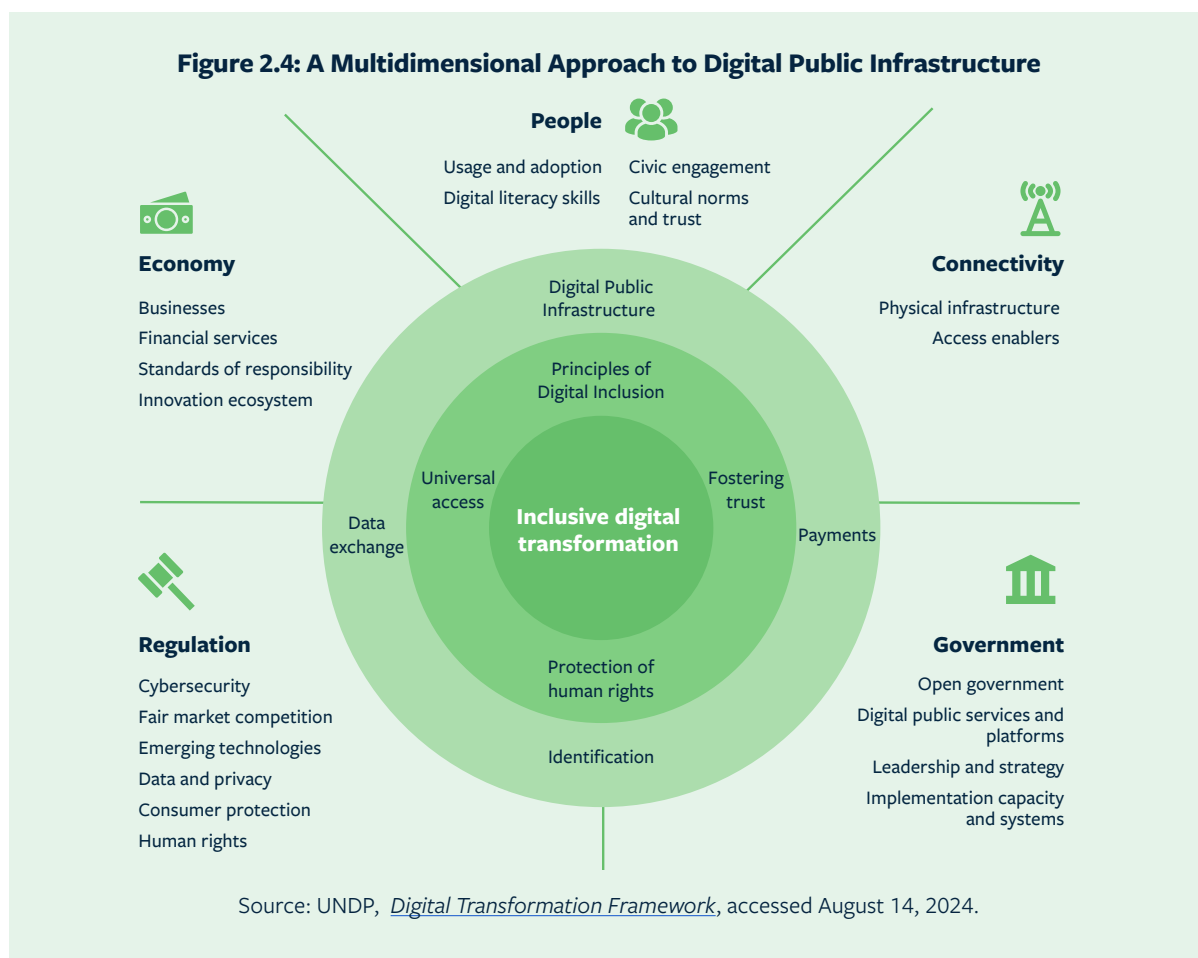 Figure 2.4: A Multidimensional Approach to Digital Public Infrastructure
People
Usage and adoption
Digital literacy skills
Civic engagement
Cultural norms
and trust
Economy
Businesses
Financial services
Standards of responsibility
Innovation ecosystem
Connectivity
Physical infrastructure
Access enablers
Digital Public
Infrastructure
Principles of
Digital Inclusion
Universal
access
Fostering
trust
Inclusive digital
transformation
Data
exchange
Payments
Protection of
human rights
Identification
Regulation
Cybersecurity
Fair market competition
Emerging technologies
Data and privacy
Consumer protection
Human rights
Government
Open government
Digital public services and
platforms
Leadership and strategy
Implementation capacity
and systems
Source: UNDP, Digital Transformation Framework, accessed August 14, 2024.